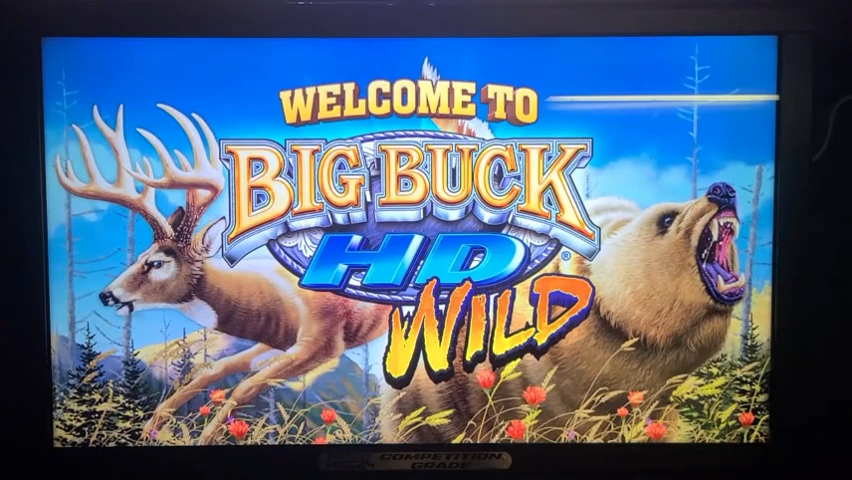 WELCOME TO
BIG BUCK
HD ®
WILD
COMPETITION
GRADE